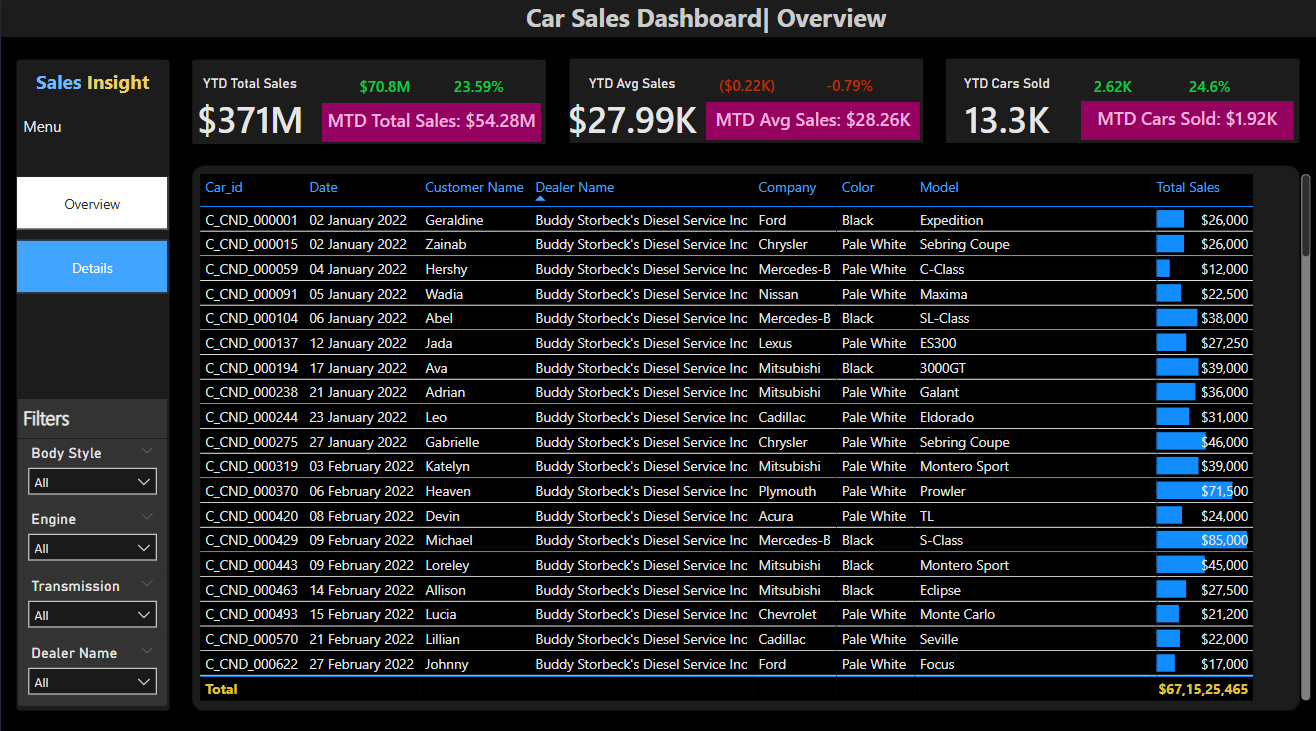 Car Sales Dashboard| Overview
Sales Insight
Menu
Overview
Details
Filters
Body Style
All
Engine
All
Transmission
All
Dealer Name
All
YTD Total Sales $70.8M 23.59%
$371M MTD Total Sales: $54.28M
YTD Avg Sales ($0.22K) -0.79%
$27.99K MTD Avg Sales: $28.26K
YTD Cars Sold 2.62K 24.6%
13.3K MTD Cars Sold: $1.92K
Car_id Date Customer Name Dealer Name Company Color Model Total Sales
C_CND_000001 02 January 2022 Geraldine Buddy Storbeck's Diesel Service Inc Ford Black Expedition $26,000
C_CND_000015 02 January 2022 Zainab Buddy Storbeck's Diesel Service Inc Chrysler Pale White Sebring Coupe $26,000
C_CND_000059 04 January 2022 Hershy Buddy Storbeck's Diesel Service Inc Mercedes-B Pale White C-Class $12,000
C_CND_000091 05 January 2022 Wadia Buddy Storbeck's Diesel Service Inc Nissan Pale White Maxima $22,500
C_CND_000104 06 January 2022 Abel Buddy Storbeck's Diesel Service Inc Mercedes-B Black SL-Class $38,000
C_CND_000137 12 January 2022 Jada Buddy Storbeck's Diesel Service Inc Lexus Pale White ES300 $27,250
C_CND_000194 17 January 2022 Ava Buddy Storbeck's Diesel Service Inc Mitsubishi Black 3000GT $39,000
C_CND_000238 21 January 2022 Adrian Buddy Storbeck's Diesel Service Inc Mitsubishi Pale White Galant $36,000
C_CND_000244 23 January 2022 Leo Buddy Storbeck's Diesel Service Inc Cadillac Pale White Eldorado $31,000
C_CND_000275 27 January 2022 Gabrielle Buddy Storbeck's Diesel Service Inc Chrysler Pale White Sebring Coupe $46,000
C_CND_000319 03 February 2022 Katelyn Buddy Storbeck's Diesel Service Inc Mitsubishi Pale White Montero Sport $39,000
C_CND_000370 06 February 2022 Heaven Buddy Storbeck's Diesel Service Inc Plymouth Pale White Prowler $71,500
C_CND_000420 08 February 2022 Devin Buddy Storbeck's Diesel Service Inc Acura Pale White TL $24,000
C_CND_000429 09 February 2022 Michael Buddy Storbeck's Diesel Service Inc Mercedes-B Black S-Class $85,000
C_CND_000443 09 February 2022 Loreley Buddy Storbeck's Diesel Service Inc Mitsubishi Black Montero Sport $45,000
C_CND_000463 14 February 2022 Allison Buddy Storbeck's Diesel Service Inc Mitsubishi Black Eclipse $27,500
C_CND_000493 15 February 2022 Lucia Buddy Storbeck's Diesel Service Inc Chevrolet Pale White Monte Carlo $21,200
C_CND_000570 21 February 2022 Lillian Buddy Storbeck's Diesel Service Inc Cadillac Pale White Seville $22,000
C_CND_000622 27 February 2022 Johnny Buddy Storbeck's Diesel Service Inc Ford Pale White Focus $17,000
Total $67,15,25,465